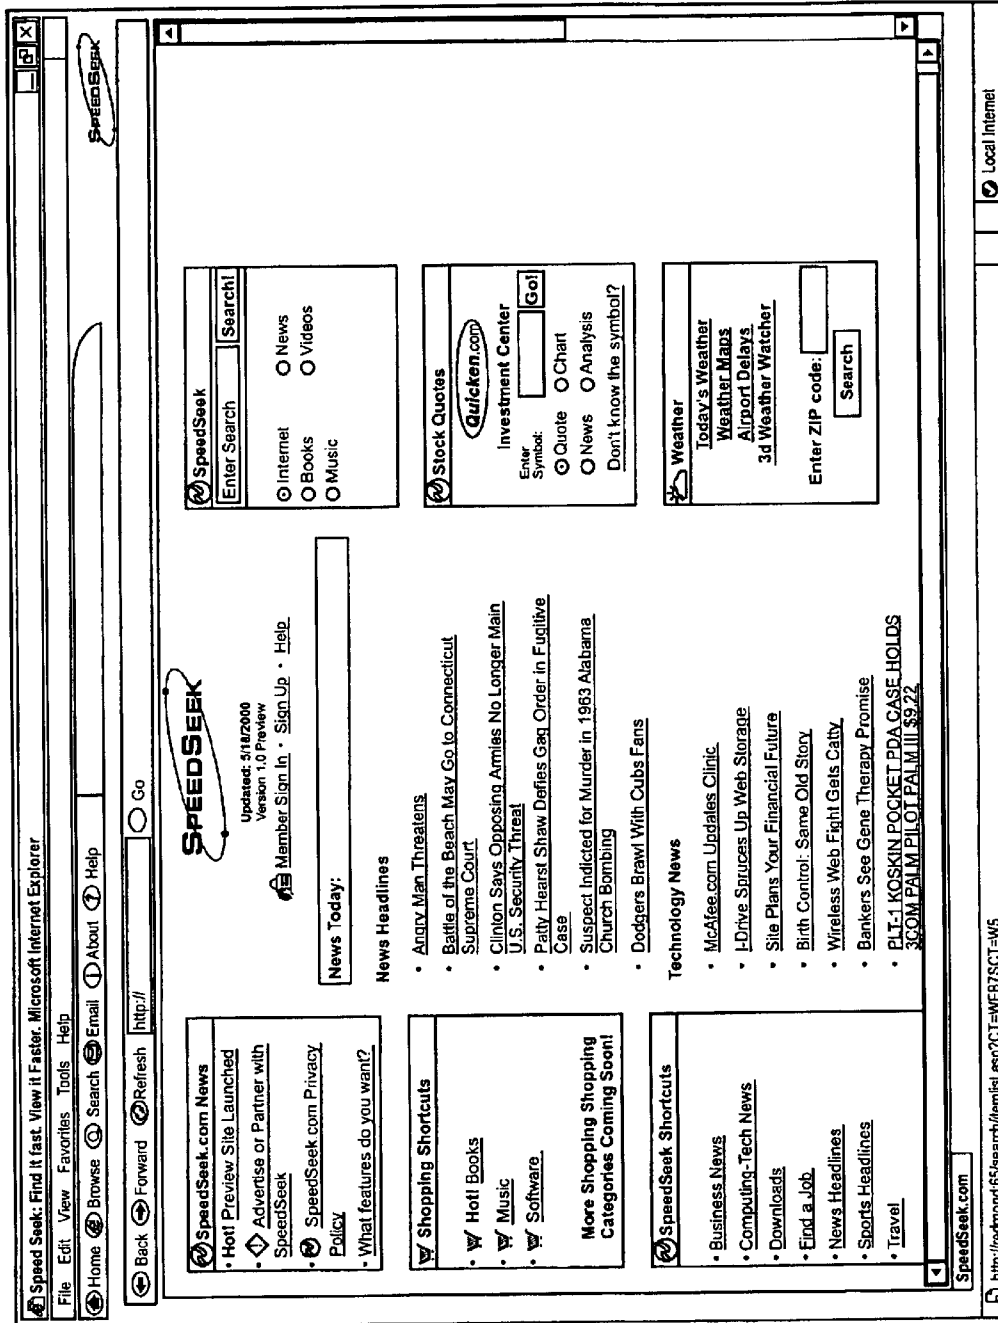 Speed Seek: Find it fast. View it Faster. Microsoft Internet Explorer
File Edit View Favorites Tools Help
Home Browse Search Email About Help
SPEEDSEEK
Back Forward Refresh http:// Go
SpeedSeek.com News
• Hot! Preview Site Launched
• Advertise or Partner with
SpeedSeek
• SpeedSeek.com Privacy
Policy
• What features do you want?
Shopping Shortcuts
• Hot! BOoks
• Music
• Software
More Shopping Shopping
Categories Coming Soon!
SpeedSeek Shortcuts
• Business News
• Computing-Tech News
• Downloads
• Find a Job
• News Headlines
• Sports Headlines
• Travel
SPEEDSEEK
Updated: 5/18/2000
Version 1.0 Preview
Member Sign In • Sign Up • Help
News Today:
News Headlines
• Angry Man Threatens
• Battle of the Beach May Go to Connecticut
Supreme Court
• Clinton Says Opposing Armies No Longer Main
U.S. Security Threat
• Patty Hearst Shaw Defies Gag Order in Fugitive
Case
• Suspect Indicted for Murder in 1963 Alabama
Church Bombing
• Dodgers Brawl With Cubs Fans
Technology News
• McAfee.com Updates Clinic
• I-Drive Spruces Up Web Storage
• Site Plans Your Financial Future
• Birth Control: Same Old Story
• Wireless Web Fight Gets Catty
• Bankers See Gene Therapy Promise
• PLT-1 KOSKIN POCKET PDA CASE HOLDS
3COM PALM PILOT PALM III $9.22
SpeedSeek
Enter Search Search!
Internet News
Books Videos
Music
Stock Quotes
Quicken.com
Investment Center
Enter
Symbol: Go!
Quote Chart
News Analysis
Don't know the symbol?
Weather
Today's Weather
Weather Maps
Airport Delays
3d Weather Watcher
Enter ZIP code:
Search
SpeedSeek.com
Local Internet